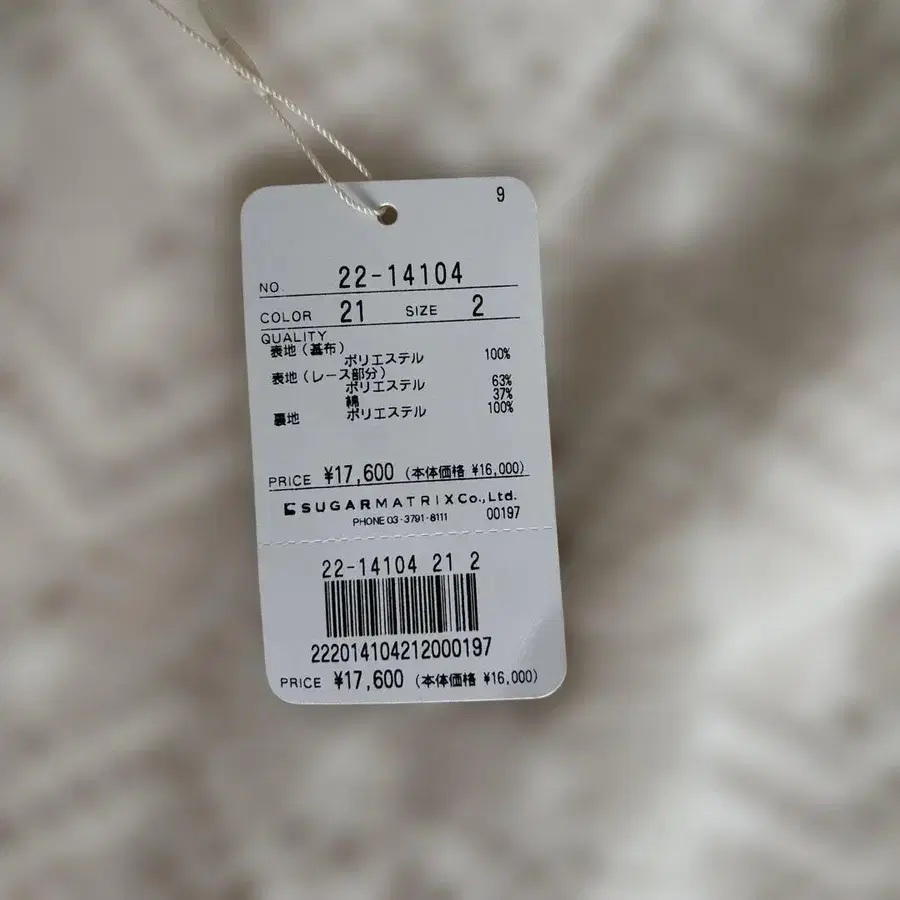 9
NO. 22-14104
COLOR 21 SIZE 2
QUALITY
表地(基布)
ポリエステル 100%
表地(レース部分)
ポリエステル 63%
綿 37%
裏地 ポリエステル 100%
PRICE ¥17,600 (本体価格 ¥16,000)
SUGARMATRIX Co.,Ltd.
PHONE 03-3791-8111 00197
22-14104 21 2
222014104212000197
PRICE ¥17,600 (本体価格 ¥16,000)